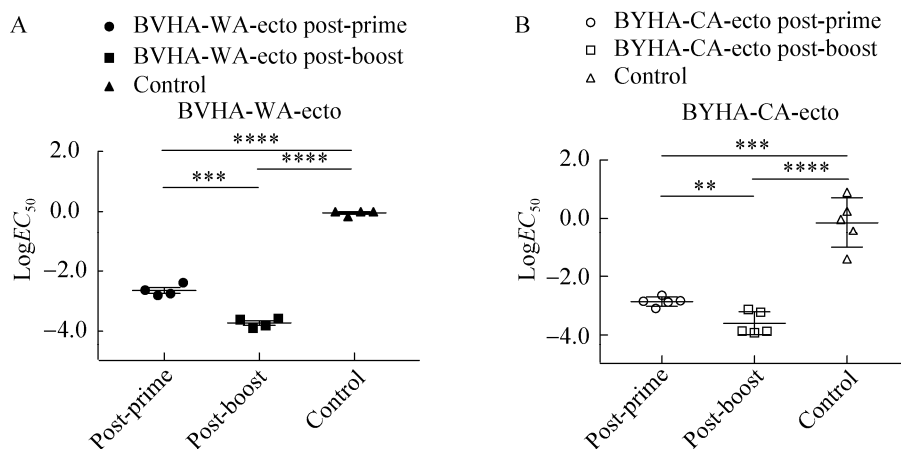 A
● BVHA-WA-ecto post-prime
■ BVHA-WA-ecto post-boost
▲ Control
BVHA-WA-ecto
****
***
****
2.0
0.0
−2.0
−4.0
LogEC50
Post-prime
Post-boost
Control
B
○ BYHA-CA-ecto post-prime
□ BYHA-CA-ecto post-boost
△ Control
BYHA-CA-ecto
***
**
****
2.0
0.0
−2.0
−4.0
LogEC50
Post-prime
Post-boost
Control